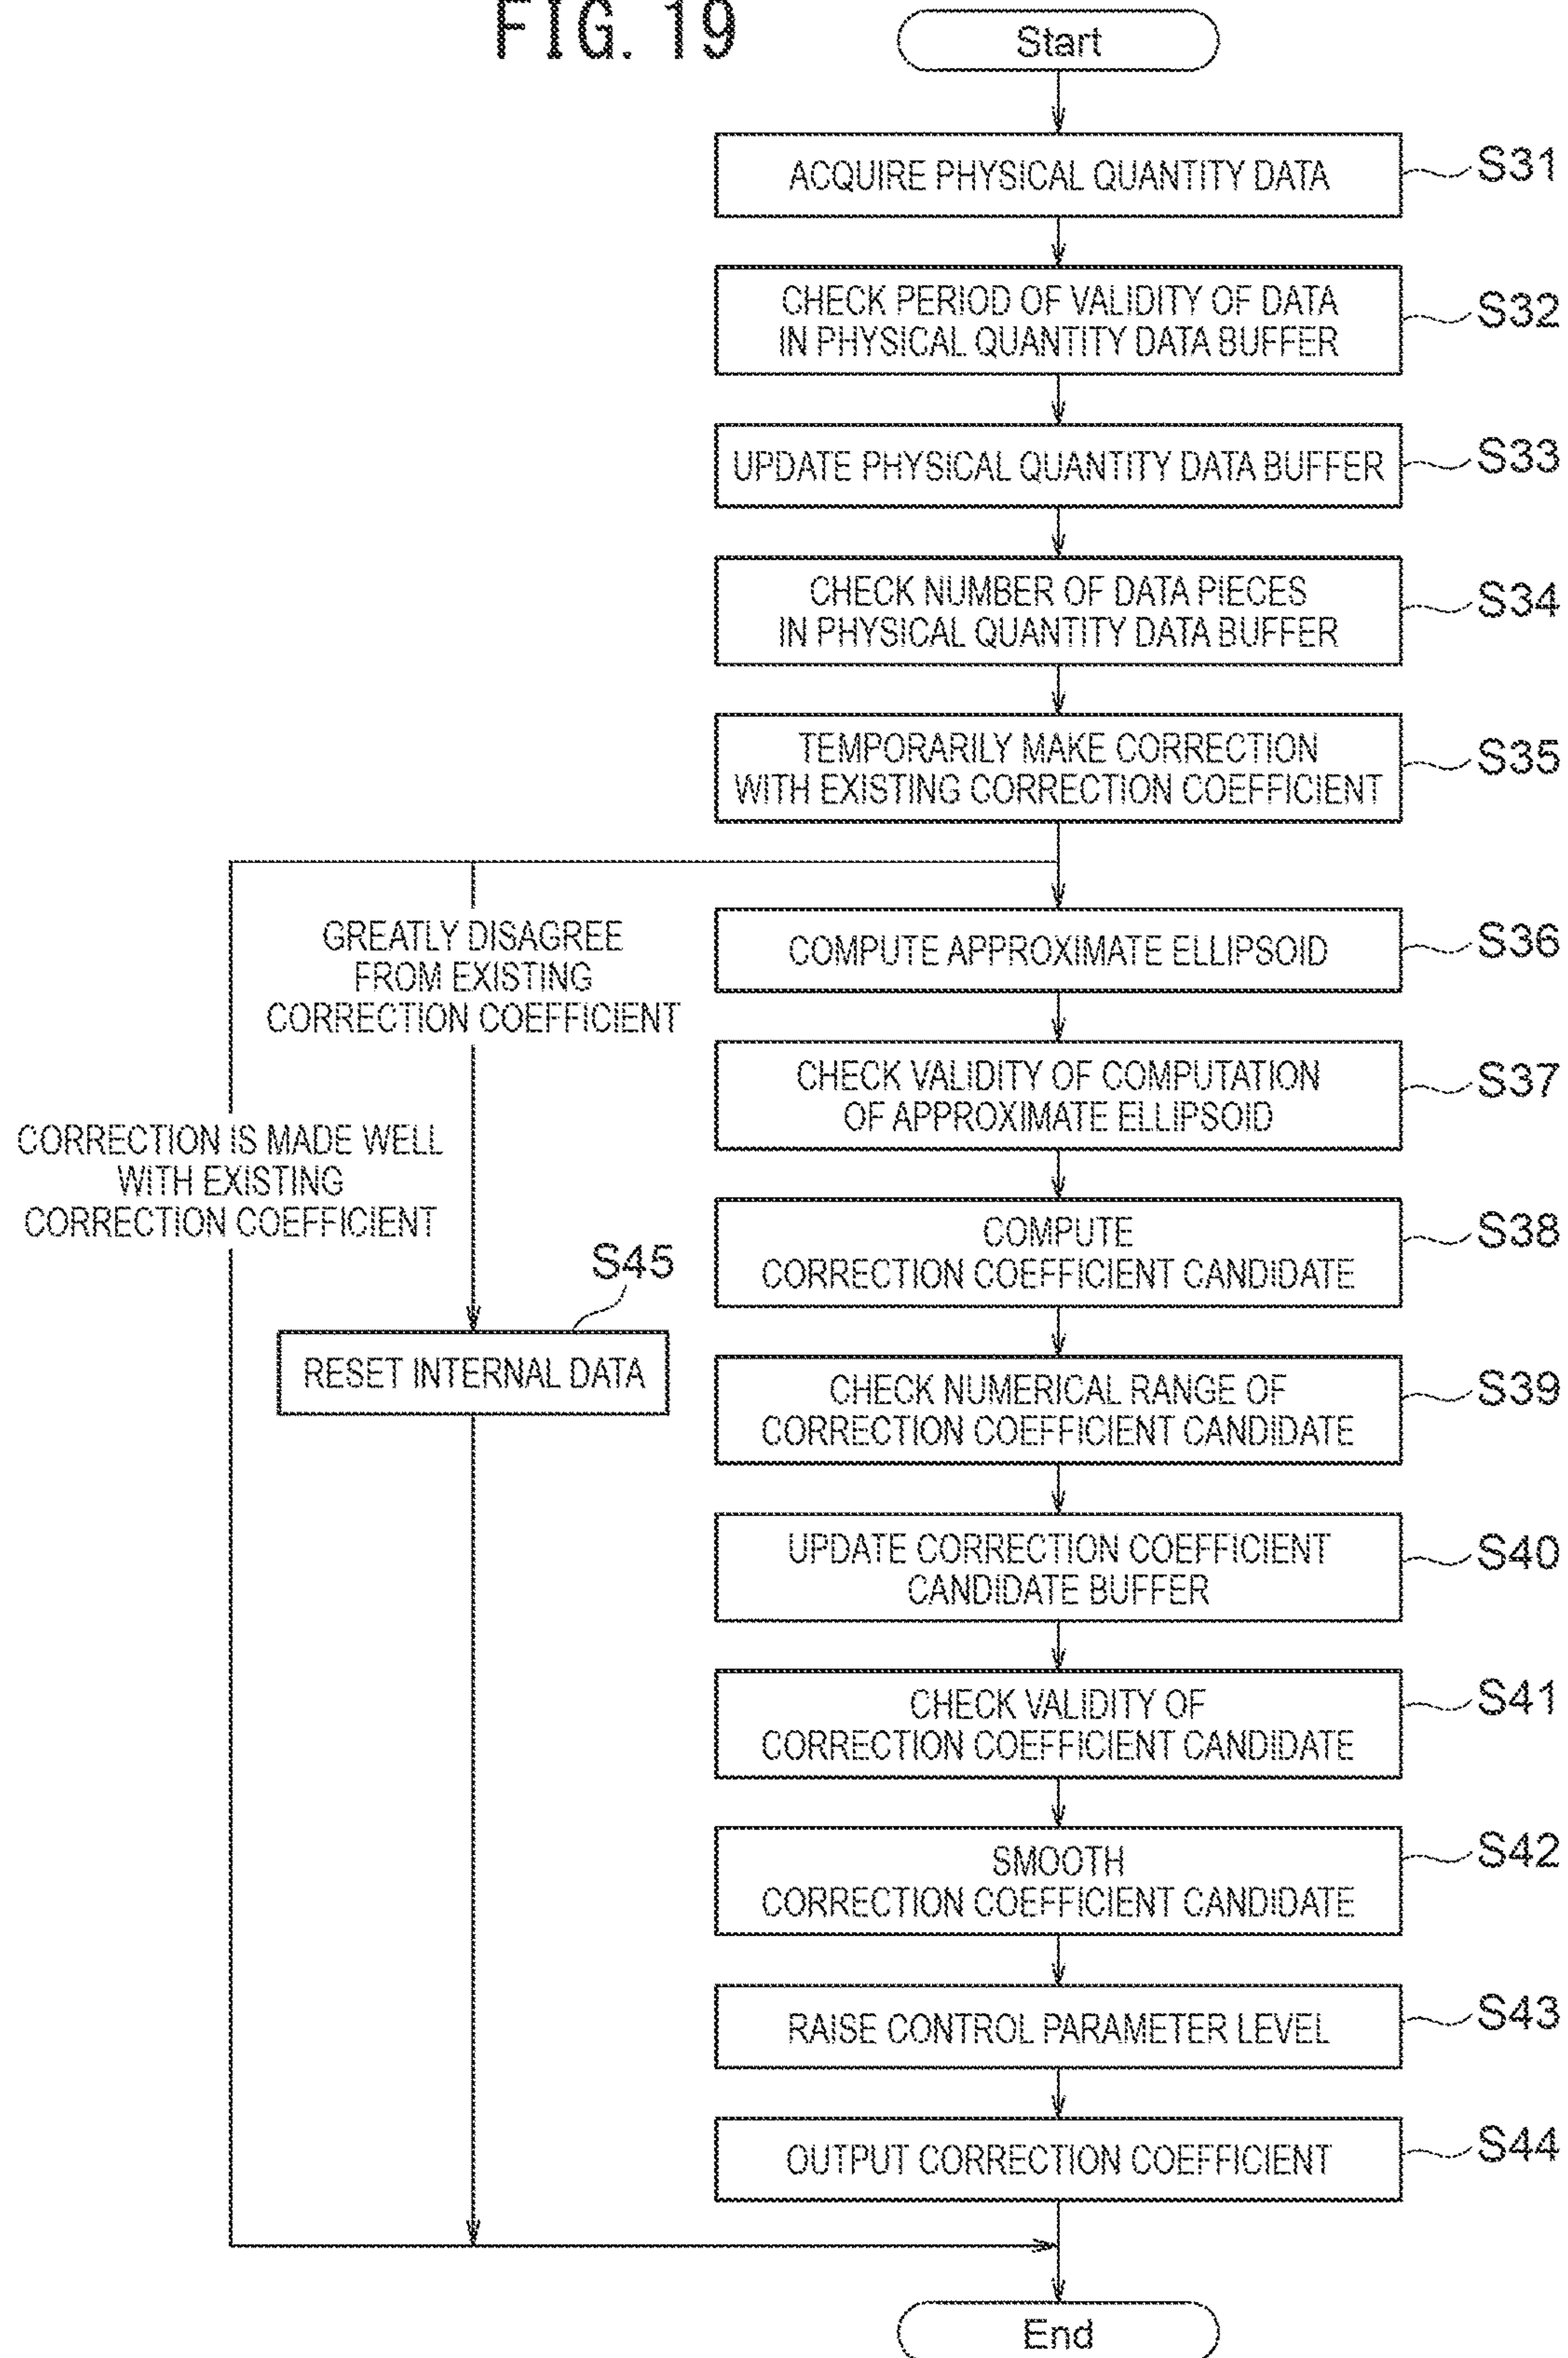 FIG. 19
Start
ACQUIRE PHYSICAL QUANTITY DATA
S31
CHECK PERIOD OF VALIDITY OF DATA
IN PHYSICAL QUANTITY DATA BUFFER
S32
UPDATE PHYSICAL QUANTITY DATA BUFFER
S33
CHECK NUMBER OF DATA PIECES
IN PHYSICAL QUANTITY DATA BUFFER
S34
TEMPORARILY MAKE CORRECTION
WITH EXISTING CORRECTION COEFFICIENT
S35
GREATLY DISAGREE
FROM EXISTING
CORRECTION COEFFICIENT
COMPUTE APPROXIMATE ELLIPSOID
S36
CHECK VALIDITY OF COMPUTATION
OF APPROXIMATE ELLIPSOID
S37
CORRECTION IS MADE WELL
WITH EXISTING
CORRECTION COEFFICIENT
COMPUTE
CORRECTION COEFFICIENT CANDIDATE
S38
S45
RESET INTERNAL DATA
CHECK NUMERICAL RANGE OF
CORRECTION COEFFICIENT CANDIDATE
S39
UPDATE CORRECTION COEFFICIENT
CANDIDATE BUFFER
S40
CHECK VALIDITY OF
CORRECTION COEFFICIENT CANDIDATE
S41
SMOOTH
CORRECTION COEFFICIENT CANDIDATE
S42
RAISE CONTROL PARAMETER LEVEL
S43
OUTPUT CORRECTION COEFFICIENT
S44
End